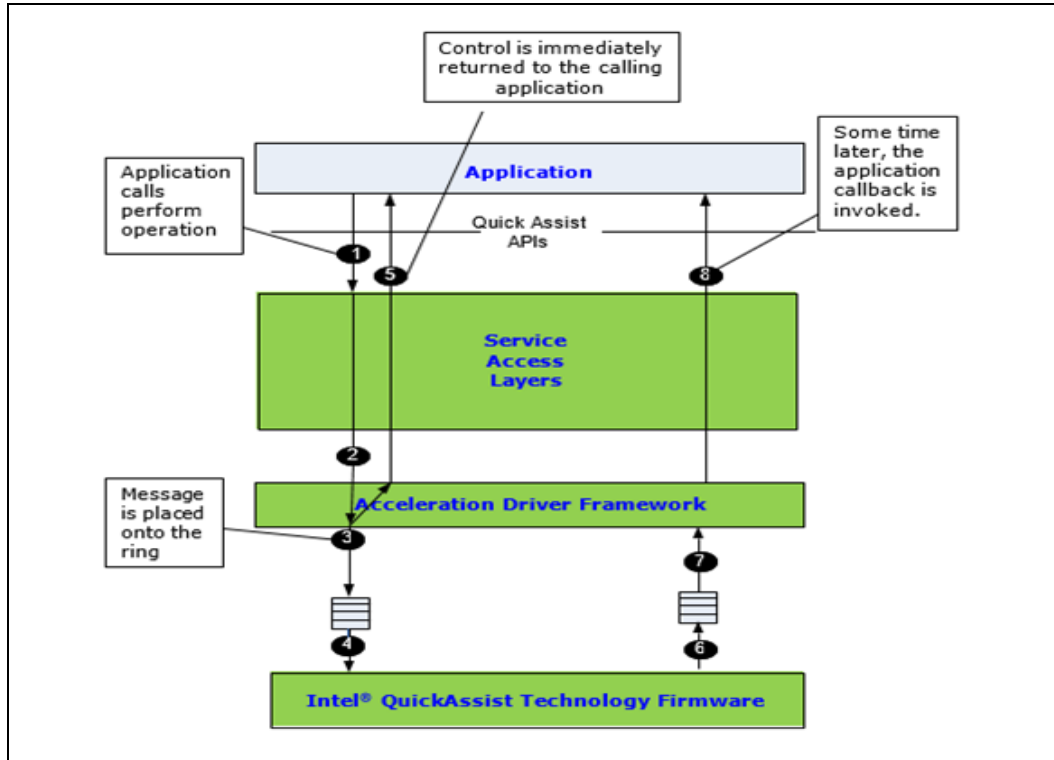 Control is immediately
returned to the calling
application
Some time
later, the
application
callback is
invoked.
Application
calls
perform
operation
Application
Quick Assist
APIs
1
5
8
Service
Access
Layers
2
Message
is placed
onto the
ring
Acceleration Driver Framework
3
7
4
6
Intel® QuickAssist Technology Firmware